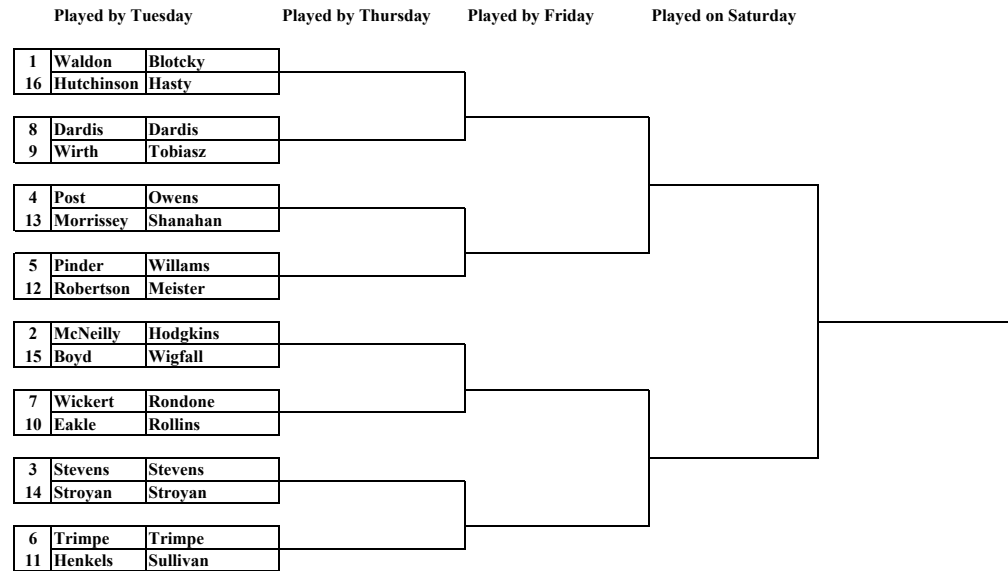 Played by Tuesday Played by Thursday Played by Friday Played on Saturday
1 Waldon Blotcky
16 Hutchinson Hasty
8 Dardis Dardis
9 Wirth Tobiasz
4 Post Owens
13 Morrissey Shanahan
5 Pinder Willams
12 Robertson Meister
2 McNeilly Hodgkins
15 Boyd Wigfall
7 Wickert Rondone
10 Eakle Rollins
3 Stevens Stevens
14 Stroyan Stroyan
6 Trimpe Trimpe
11 Henkels Sullivan